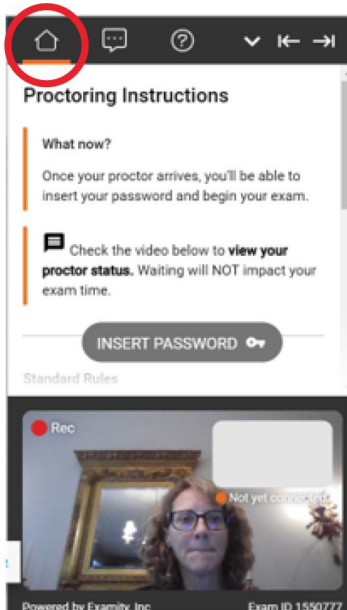 Proctoring Instructions
What now?
Once your proctor arrives, you'll be able to
insert your password and begin your exam.
Check the video below to view your
proctor status. Waiting will NOT impact your
exam time.
INSERT PASSWORD
Standard Rules
Rec
Not yet connected
Powered by Examity, Inc
Exam ID 1550777